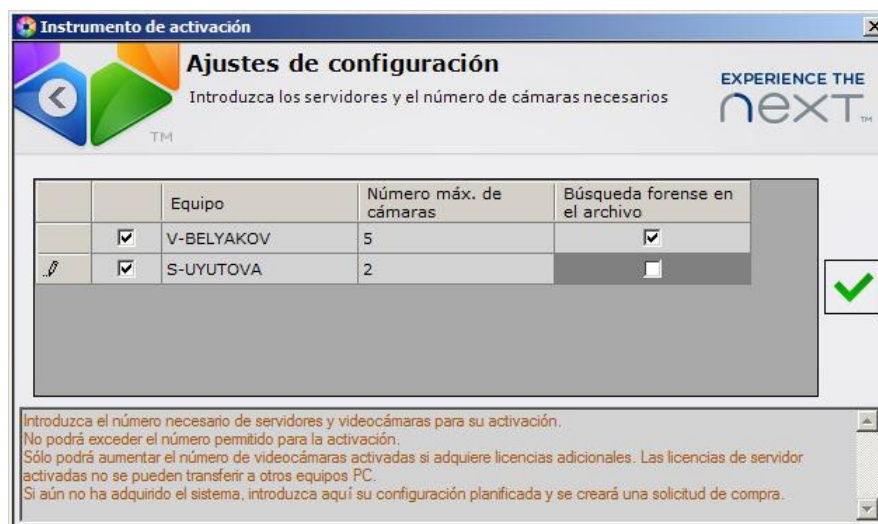 Instrumento de activación
Ajustes de configuración
Introduzca los servidores y el número de cámaras necesarios
EXPERIENCE THE
next TM
TM
Equipo
Número máx. de cámaras
Búsqueda forense en el archivo
V-BELYAKOV
5
S-UYUTOVA
2
Introduzca el número necesario de servidores y videocámaras para su activación.
No podrá exceder el número permitido para la activación.
Sólo podrá aumentar el número de videocámaras activadas si adquiere licencias adicionales. Las licencias de servidor
activadas no se pueden transferir a otros equipos PC.
Si aún no ha adquirido el sistema, introduzca aquí su configuración planificada y se creará una solicitud de compra.